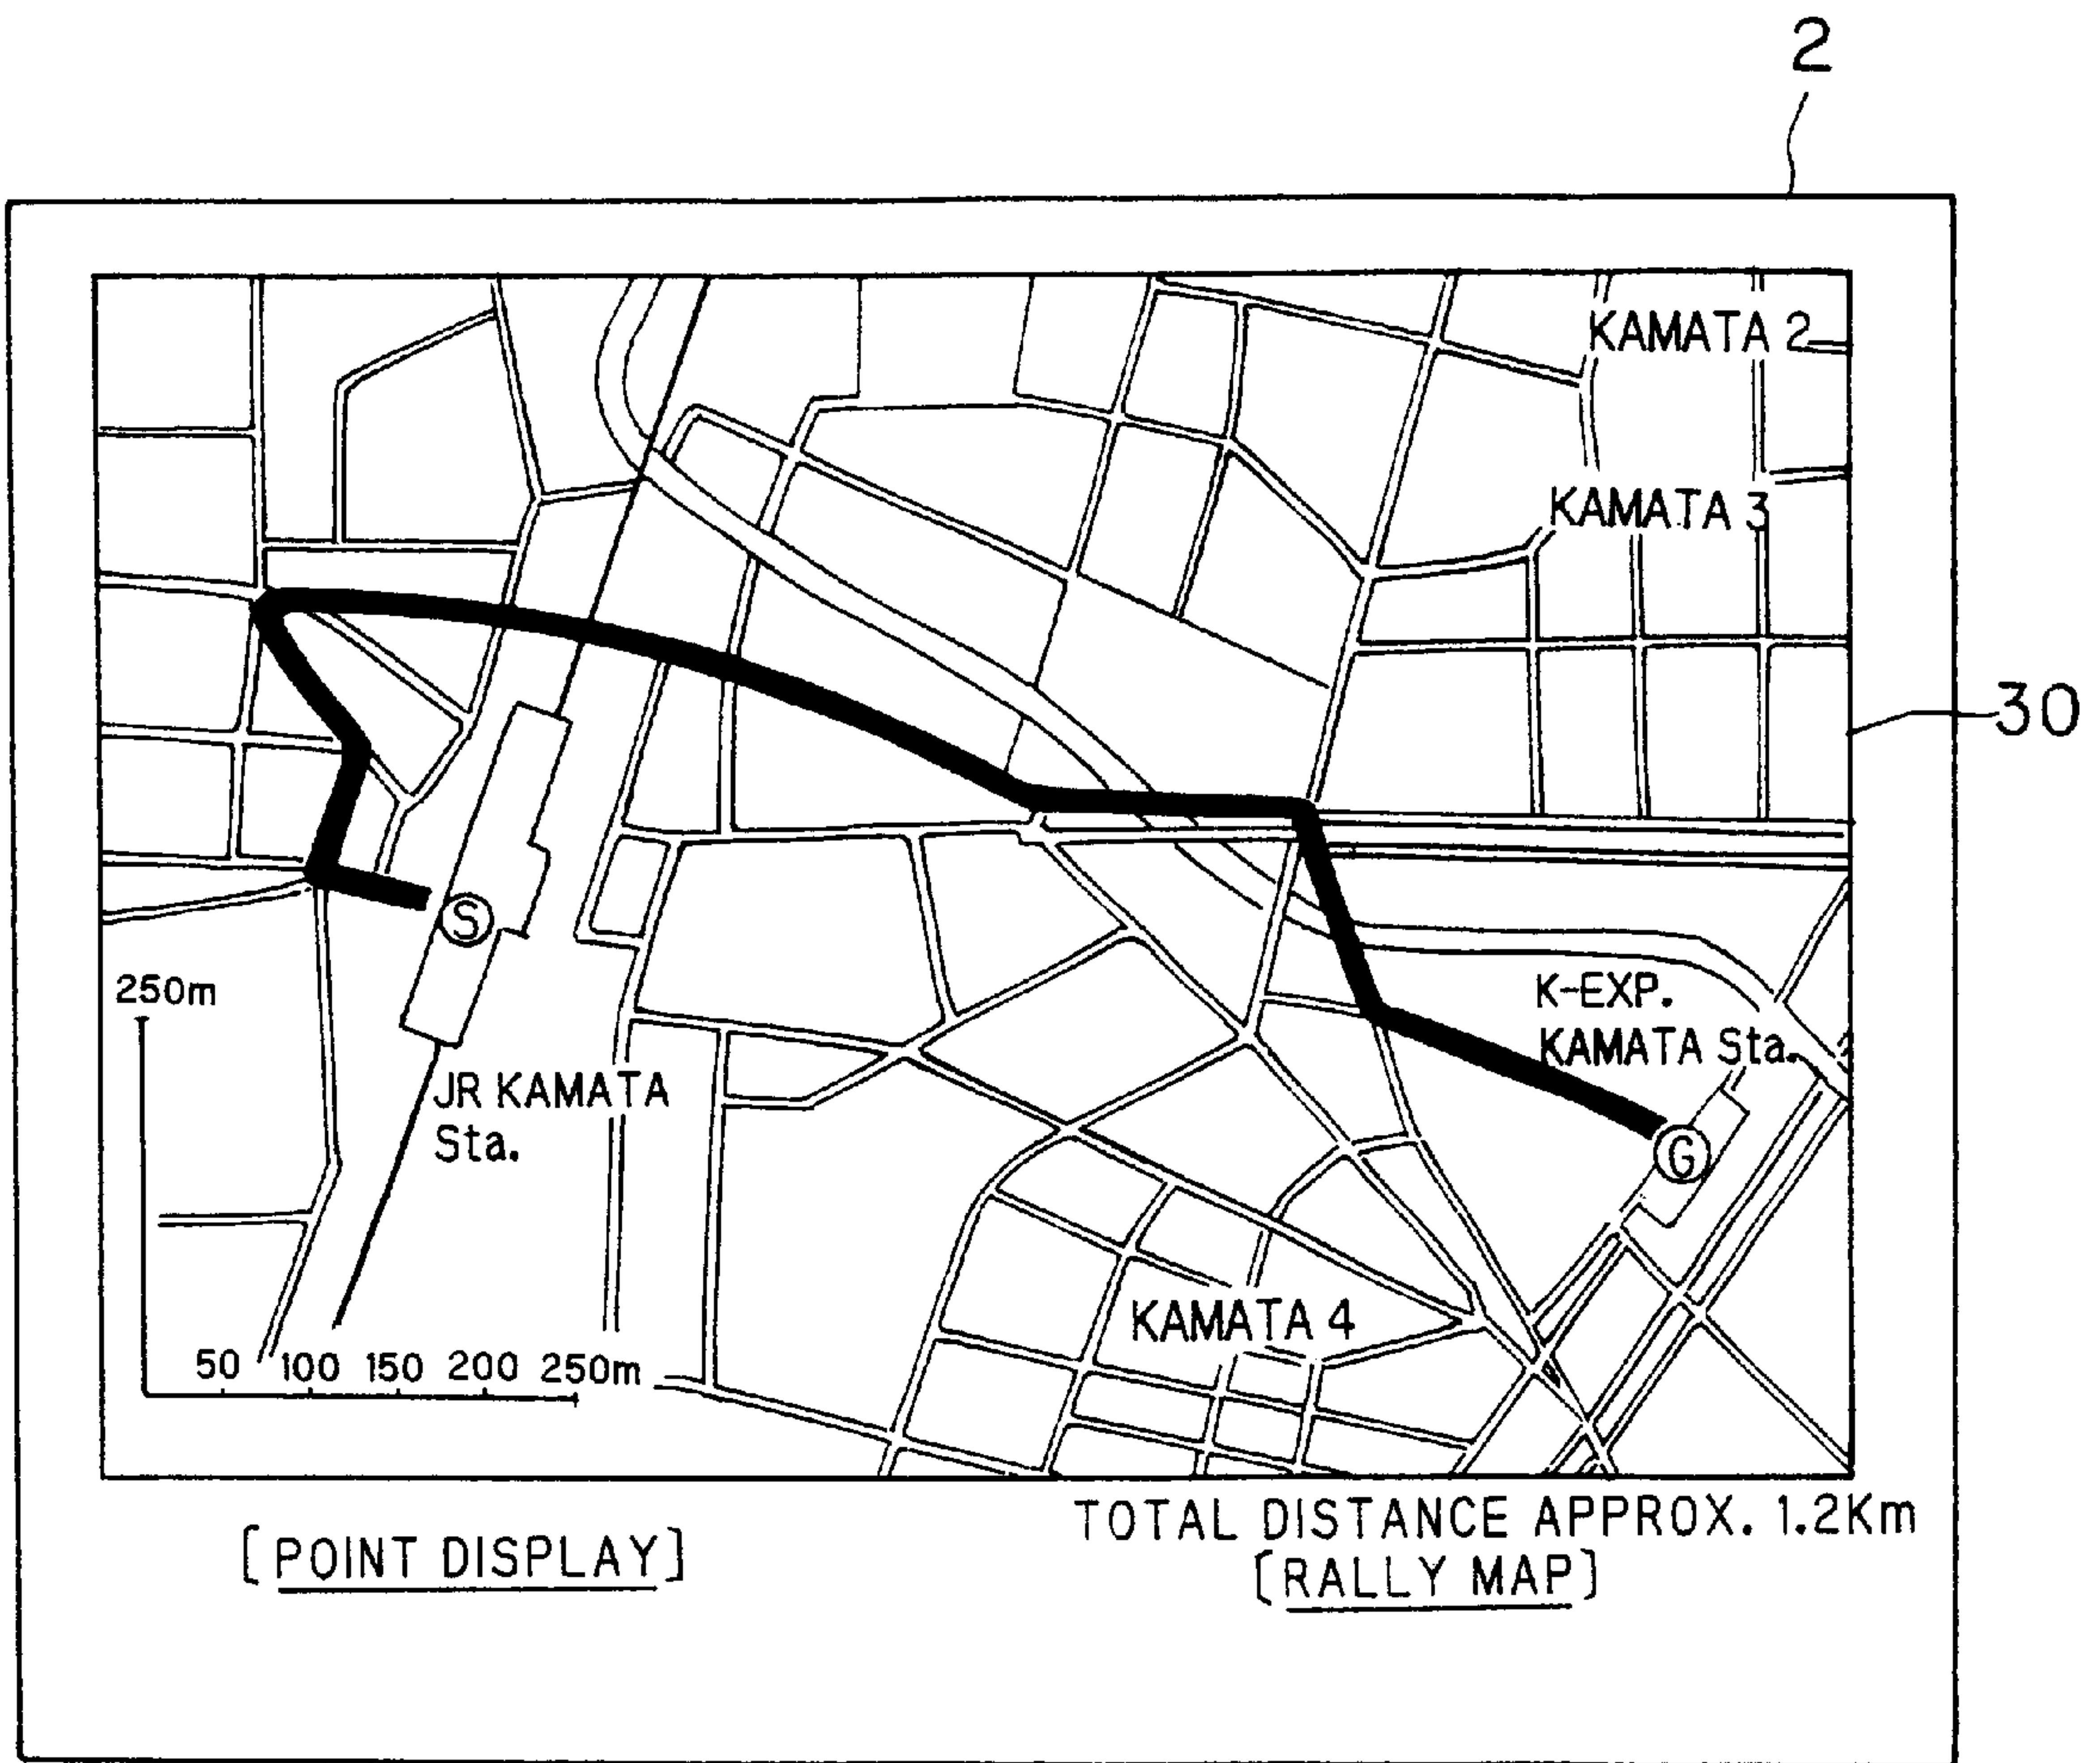 2
KAMATA 2
KAMATA 3
30
S
250m
K-EXP.
KAMATA Sta.
JR KAMATA
Sta.
G
KAMATA 4
50 100 150 200 250m
TOTAL DISTANCE APPROX. 1.2Km
[POINT DISPLAY]
[RALLY MAP]